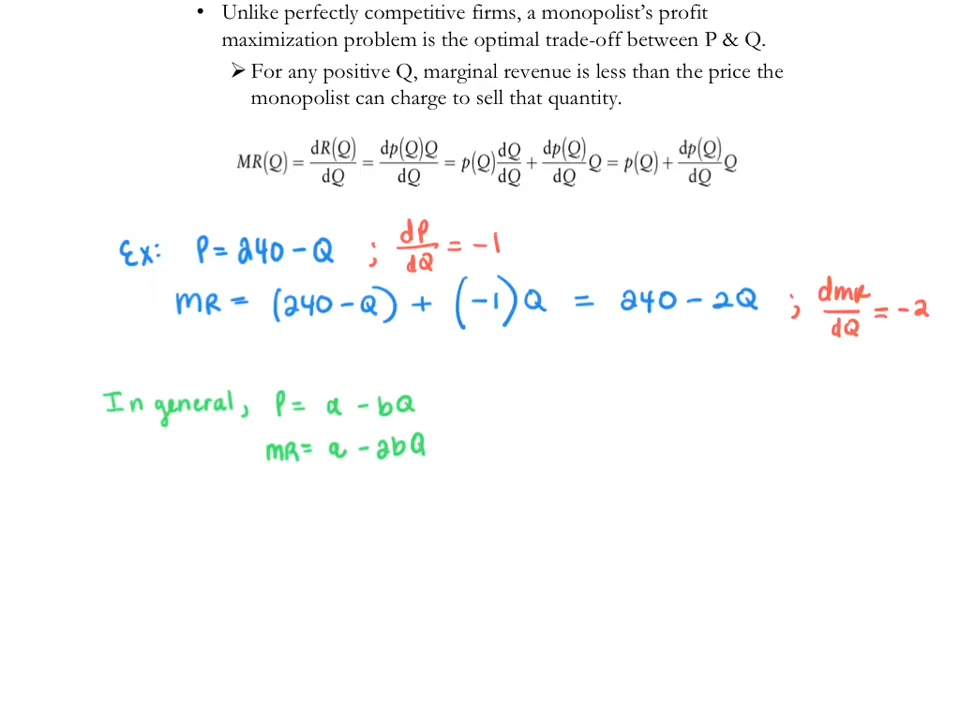 • Unlike perfectly competitive firms, a monopolist's profit
maximization problem is the optimal trade-off between P & Q.
➢ For any positive Q, marginal revenue is less than the price the
monopolist can charge to sell that quantity.
MR(Q) = dR(Q)/dQ = dp(Q)Q/dQ = p(Q) dQ/dQ + dp(Q)/dQ Q = p(Q) + dp(Q)/dQ Q
Ex: P = 240 - Q ; dP/dQ = -1
MR = (240 - Q) + (-1)Q = 240 - 2Q ; dMR/dQ = -2
In general, P = a - bQ
MR = a - 2bQ